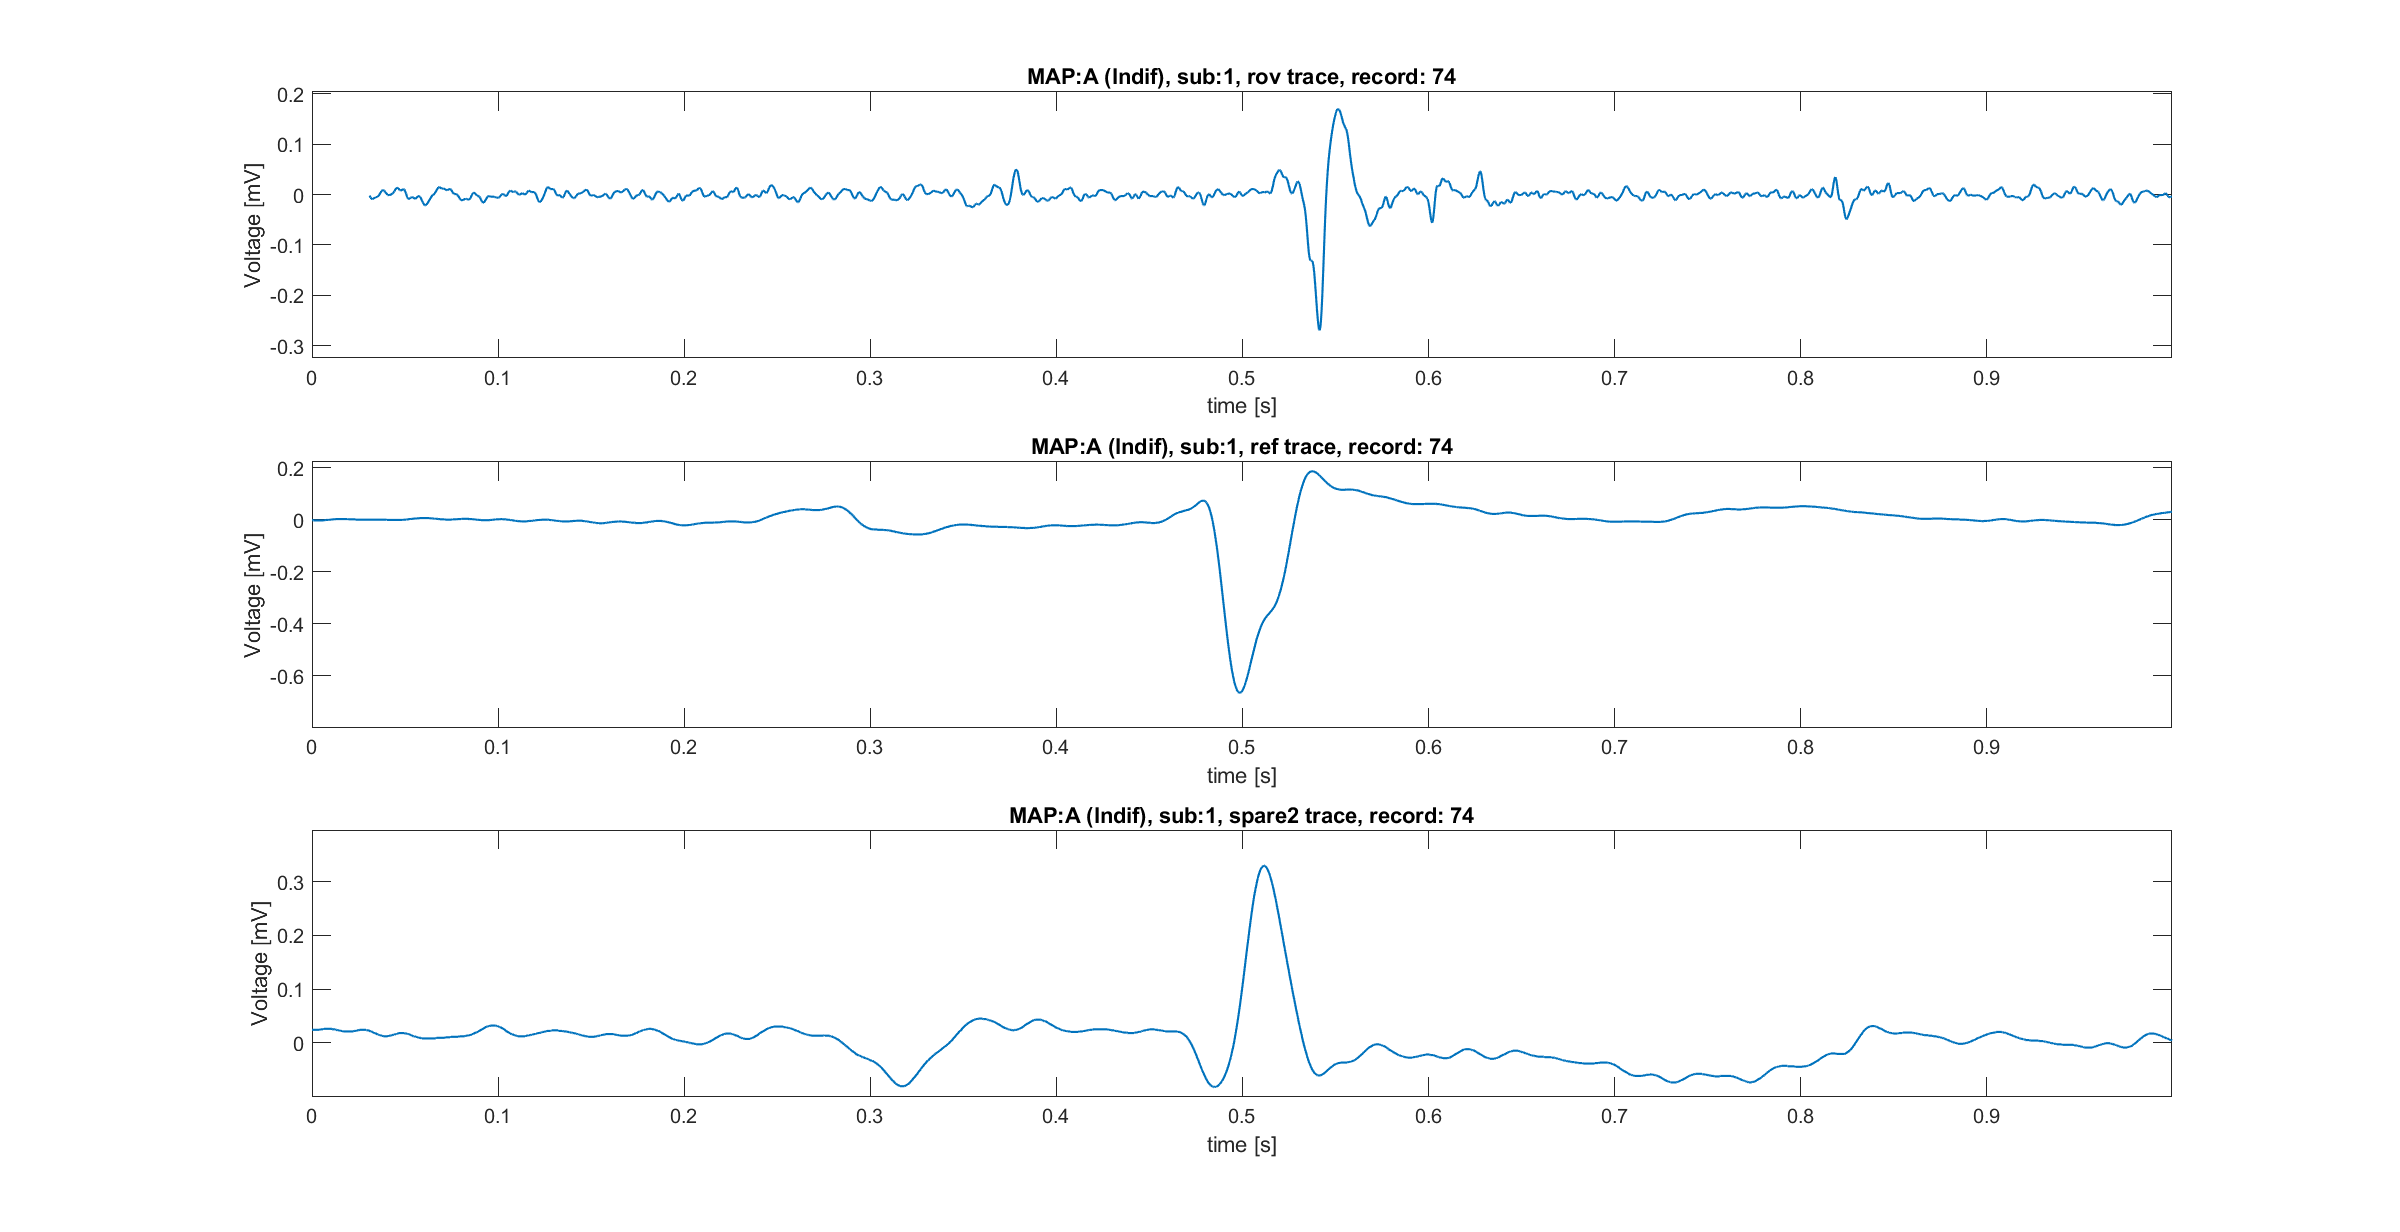 MAP:A (Indif), sub:1, rov trace, record: 74
0.2
0.1
0
-0.1
-0.2
-0.3
Voltage [mV]
0 0.1 0.2 0.3 0.4 0.5 0.6 0.7 0.8 0.9
time [s]
MAP:A (Indif), sub:1, ref trace, record: 74
0.2
0
-0.2
-0.4
-0.6
Voltage [mV]
0 0.1 0.2 0.3 0.4 0.5 0.6 0.7 0.8 0.9
time [s]
MAP:A (Indif), sub:1, spare2 trace, record: 74
0.3
0.2
0.1
0
Voltage [mV]
0 0.1 0.2 0.3 0.4 0.5 0.6 0.7 0.8 0.9
time [s]